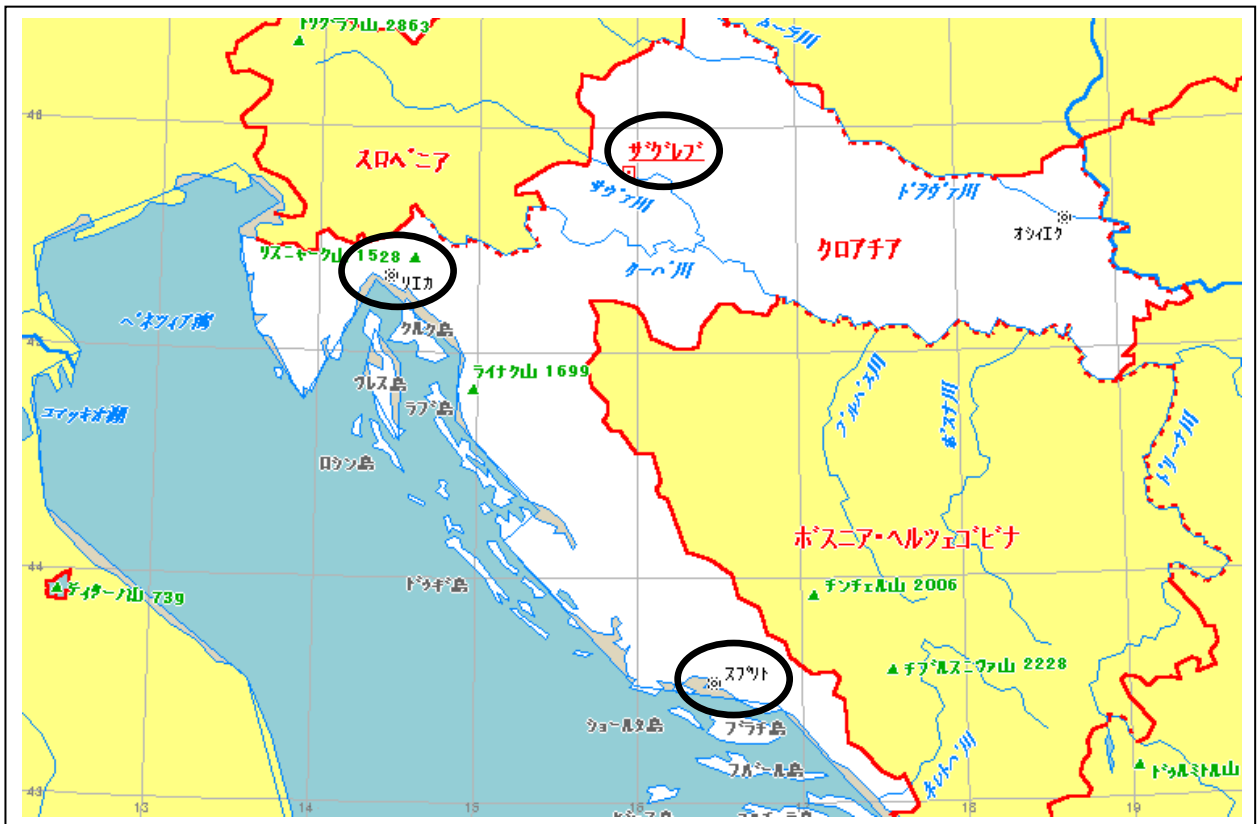 トリグラフ山 2863
ムーラ川
46
ザグレブ
スロベニア
サヴァ川
ドラヴァ川
オシイエク
クロアチア
リスニャーク山 1528
リエカ
クーパ川
ベネツィア湾
クルク島
45
ライナク山 1699
ツレス島
ラブ島
コマッキオ湖
ブルバス川
ボスナ川
ドリーナ川
ロシン島
ボスニア・ヘルツェゴビナ
44
ティターノ山 739
ドゥギ島
チンチェル山 2006
スプリト
チブルスニツァ山 2228
ショールタ島
ブラチ島
フバール島
ネレトバ川
ドゥルミトル山
43
13
14
15
16
17
18
19